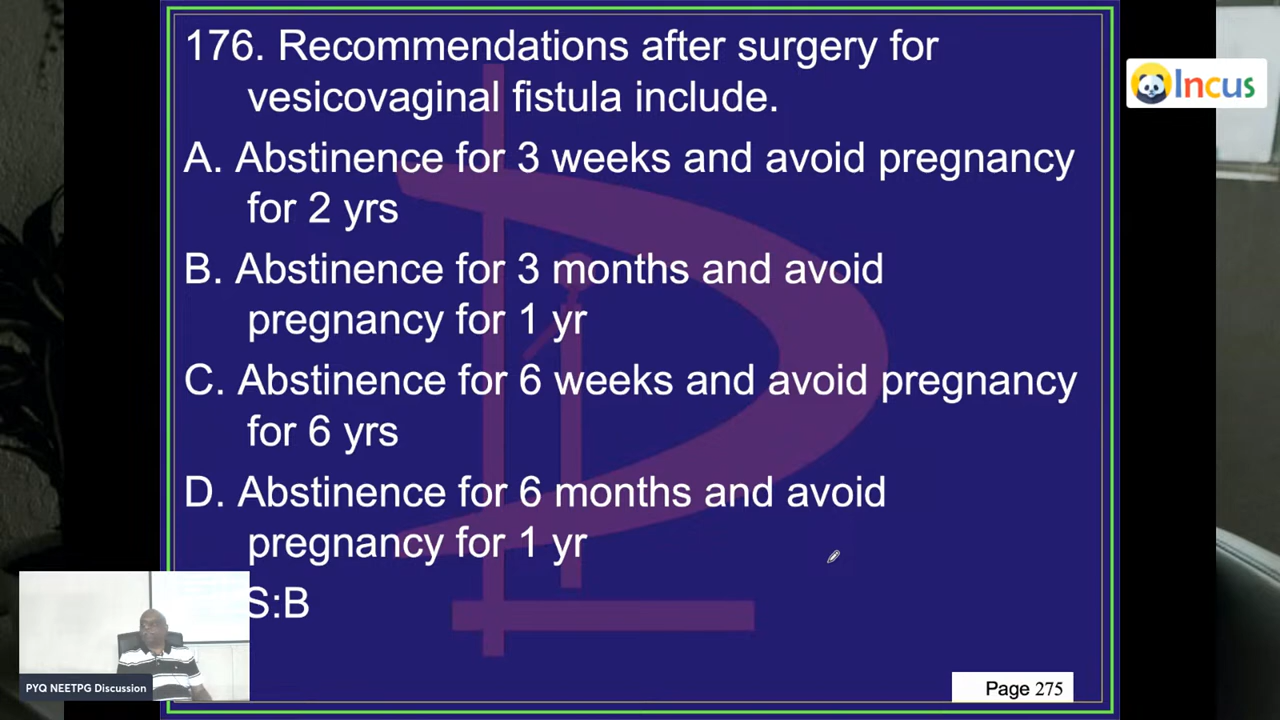 176. Recommendations after surgery for
vesicovaginal fistula include.
A. Abstinence for 3 weeks and avoid pregnancy
for 2 yrs
B. Abstinence for 3 months and avoid
pregnancy for 1 yr
C. Abstinence for 6 weeks and avoid pregnancy
for 6 yrs
D. Abstinence for 6 months and avoid
pregnancy for 1 yr
S:B
Incus
PYQ NEETPG Discussion
Page 275